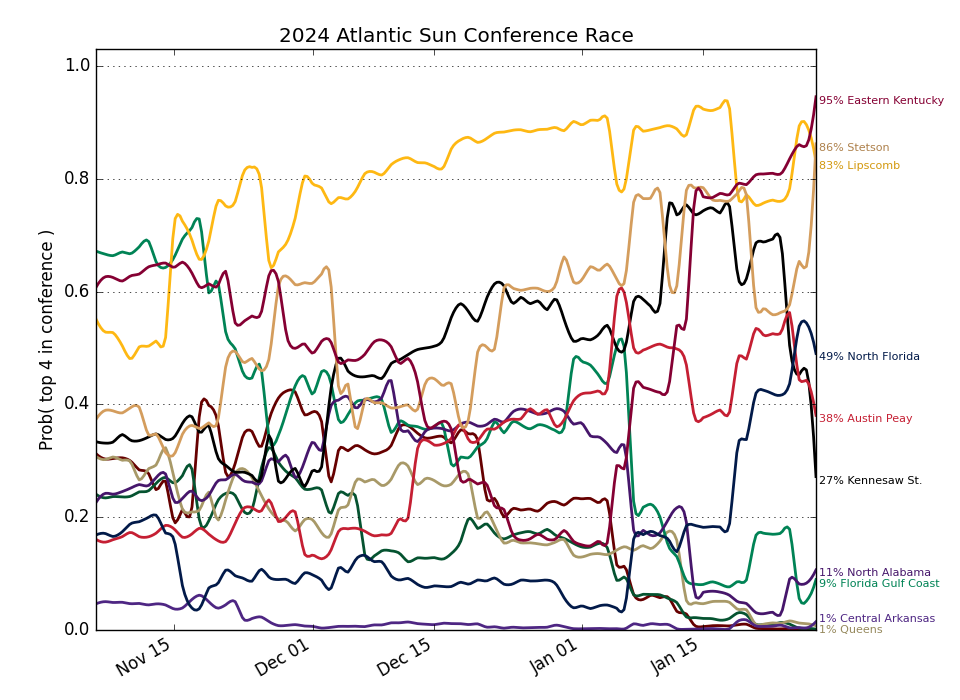 2024 Atlantic Sun Conference Race
Prob( top 4 in conference )
1.0
0.8
0.6
0.4
0.2
0.0
Nov 15
Dec 01
Dec 15
Jan 01
Jan 15
95% Eastern Kentucky
86% Stetson
83% Lipscomb
49% North Florida
38% Austin Peay
27% Kennesaw St.
11% North Alabama
9% Florida Gulf Coast
1% Central Arkansas
1% Queens